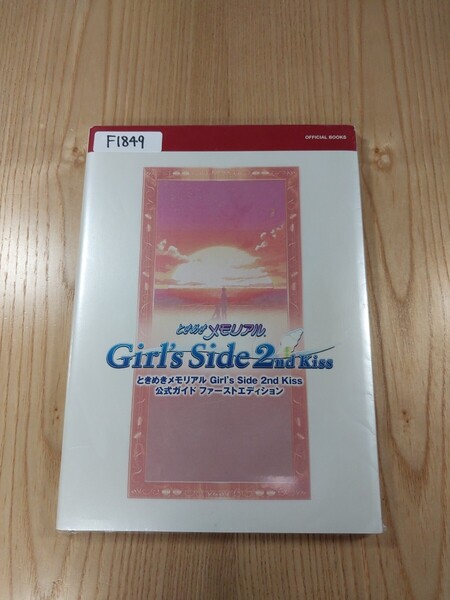 F1849
OFFICIAL BOOKS
ときめきメモリアル
Girl's Side 2nd Kiss
ときめきメモリアル Girl's Side 2nd Kiss
公式ガイド ファーストエディション